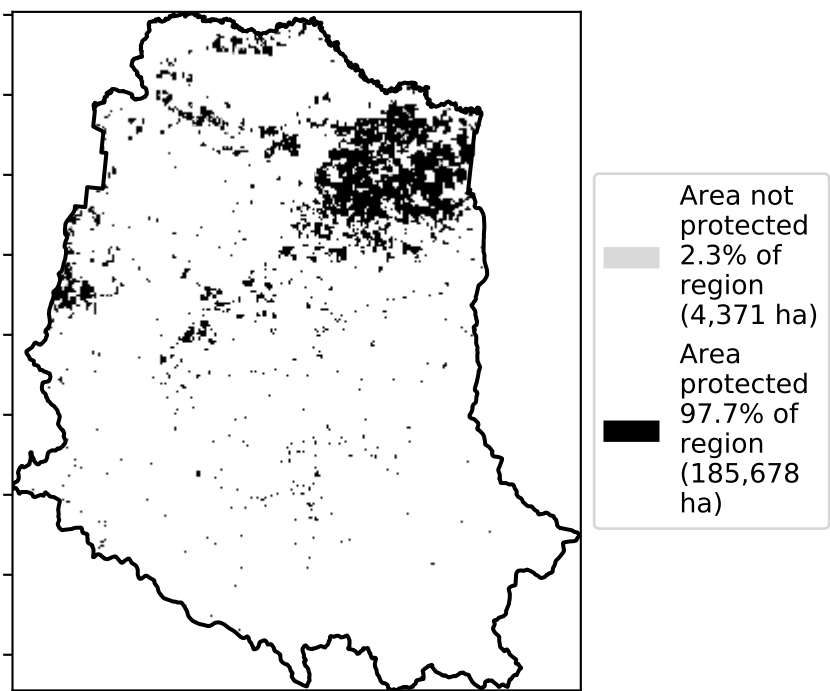 Area not
protected
2.3% of
region
(4,371 ha)
Area
protected
97.7% of
region
(185,678
ha)